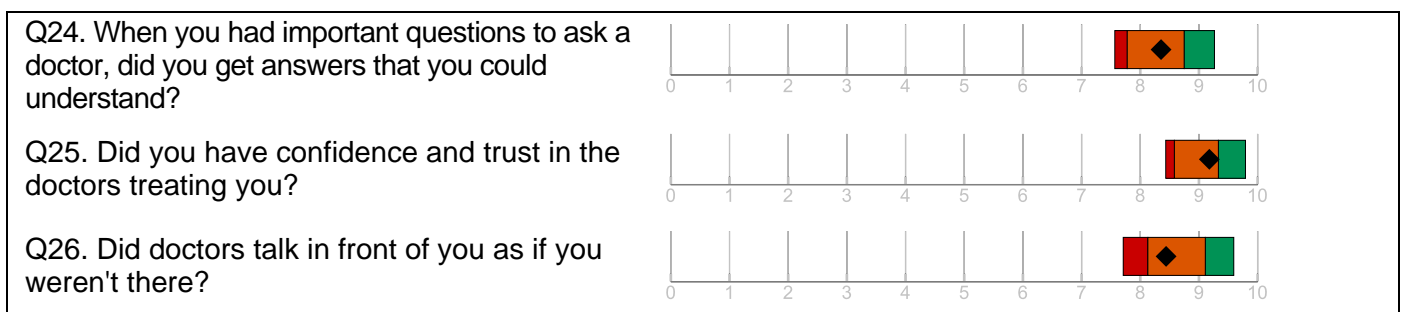 Q24. When you had important questions to ask a
doctor, did you get answers that you could
understand?
0 1 2 3 4 5 6 7 8 9 10
Q25. Did you have confidence and trust in the
doctors treating you?
0 1 2 3 4 5 6 7 8 9 10
Q26. Did doctors talk in front of you as if you
weren't there?
0 1 2 3 4 5 6 7 8 9 10